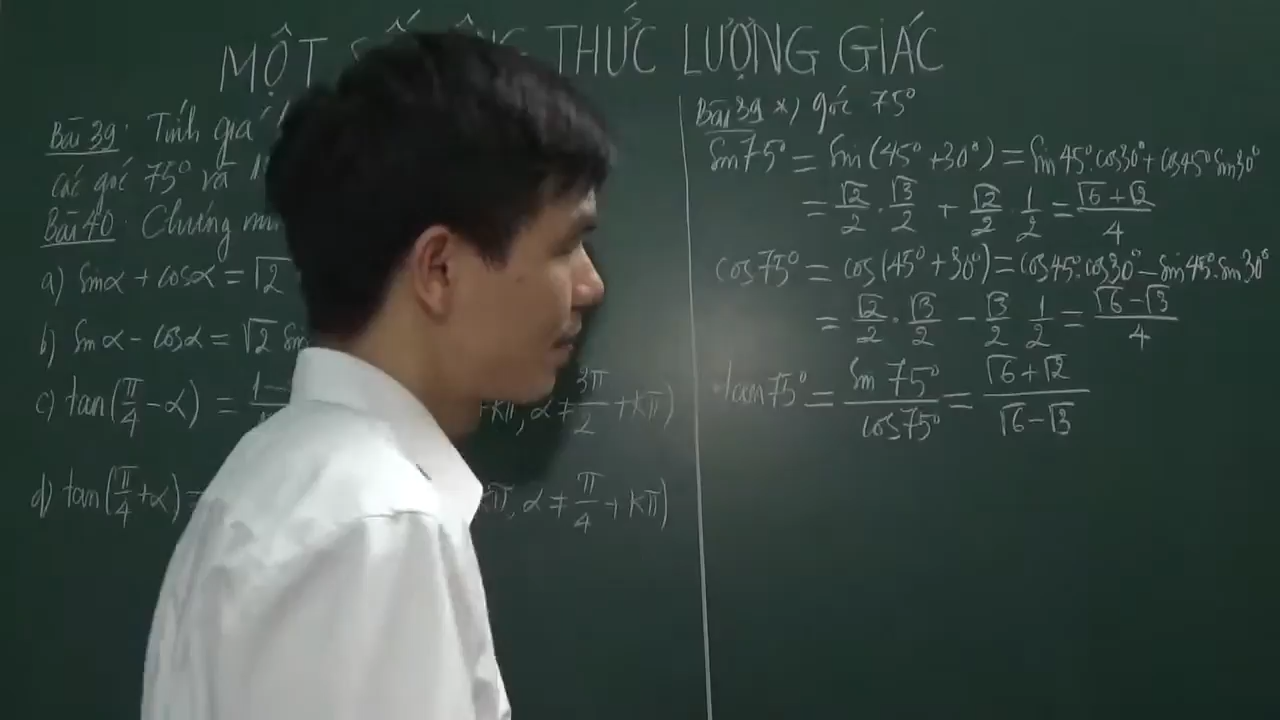 MỘT THỨC LƯỢNG GIÁC
Bài 39: Tính giá
các góc 75° và
Bài 40: Chứng
a) sinα + cosα = √2
b) sinα - cosα = √2 sin
c) tan(π/4 - α) = +kπ, α ≠ 3π/2 + kπ)
d) tan(π/4 + α) = kπ, α ≠ π/4 + kπ)
Bài 39 *) góc 75°
sin75° = sin(45° + 30°) = sin45°.cos30° + cos45°.sin30°
= √2/2 . √3/2 + √2/2 . 1/2 = (√6 + √2)/4
cos75° = cos(45° + 30°) = cos45°.cos30° - sin45°.sin30°
= √2/2 . √3/2 - √3/2 . 1/2 = (√6 - √3)/4
tan75° = sin75°/cos75° = (√6 + √2)/(√6 - √3)